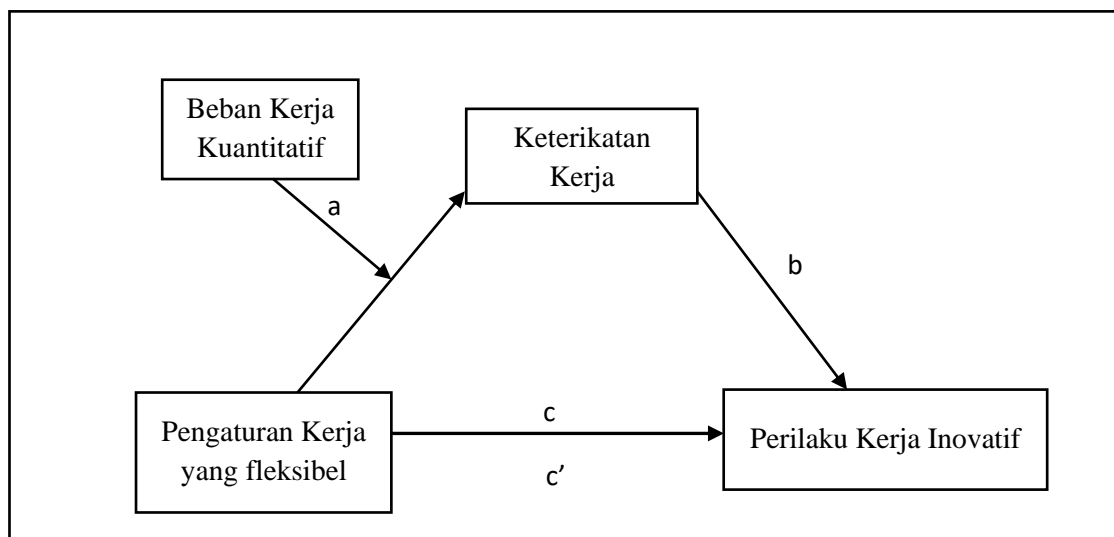 Beban Kerja
Kuantitatif
Keterikatan
Kerja
a
b
Pengaturan Kerja
yang fleksibel
c
c’
Perilaku Kerja Inovatif